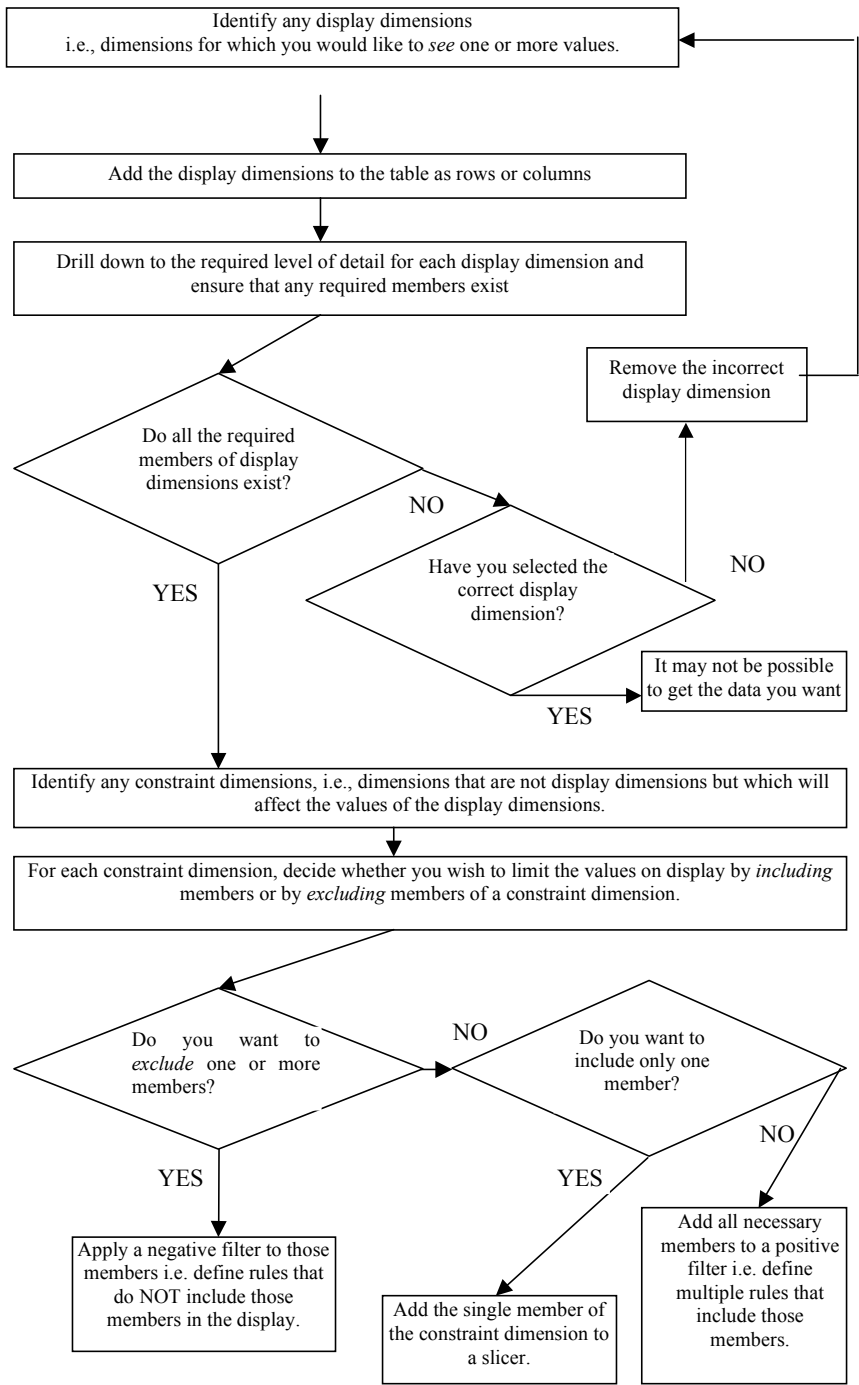 Identify any display dimensions
i.e., dimensions for which you would like to see one or more values.
Add the display dimensions to the table as rows or columns
Drill down to the required level of detail for each display dimension and
ensure that any required members exist
Remove the incorrect
display dimension
Do all the required
members of display
dimensions exist?
NO
Have you selected the
correct display
dimension?
NO
YES
It may not be possible
to get the data you want
YES
Identify any constraint dimensions, i.e., dimensions that are not display dimensions but which will
affect the values of the display dimensions.
For each constraint dimension, decide whether you wish to limit the values on display by including
members or by excluding members of a constraint dimension.
Do you want to
exclude one or more
members?
NO
Do you want to
include only one
member?
NO
YES
YES
Apply a negative filter to those
members i.e. define rules that
do NOT include those
members in the display.
Add the single member of
the constraint dimension to
a slicer.
Add all necessary
members to a positive
filter i.e. define
multiple rules that
include those
members.